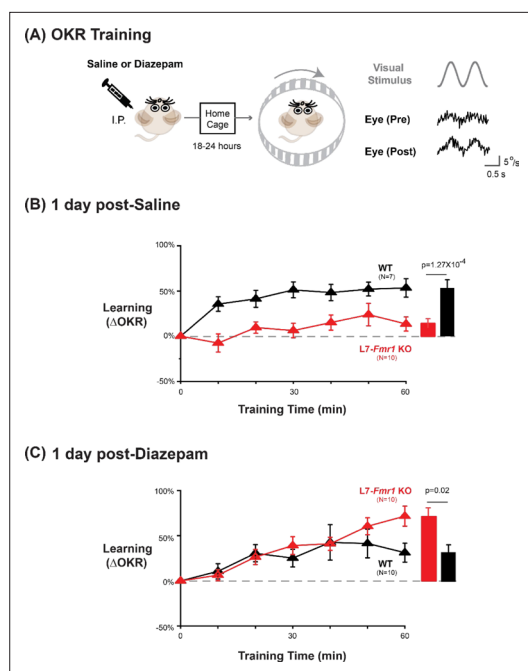 (A) OKR Training
Saline or Diazepam
I.P.
Home
Cage
18-24 hours
Visual
Stimulus
Eye (Pre)
Eye (Post)
5°/s
0.5 s
(B) 1 day post-Saline
100%
50%
0%
-50%
Learning
(ΔOKR)
WT
(N=7)
L7-Fmr1 KO
(N=10)
p=1.27X10⁻⁴
0
30
60
Training Time (min)
(C) 1 day post-Diazepam
100%
50%
0%
-50%
Learning
(ΔOKR)
L7-Fmr1 KO
(N=10)
WT
(N=10)
p=0.02
0
30
60
Training Time (min)